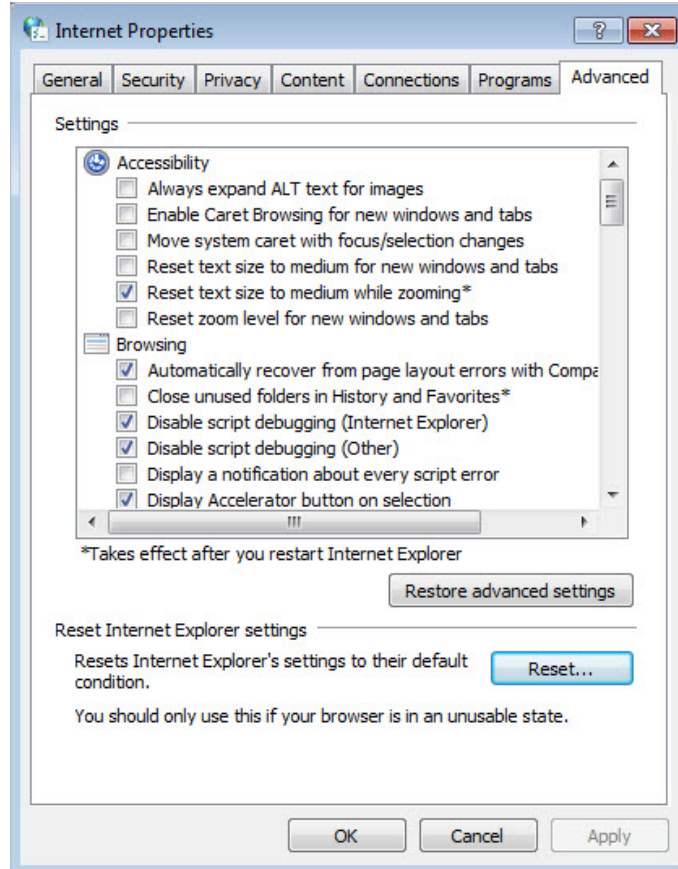 Internet Properties
General Security Privacy Content Connections Programs Advanced
Settings
Accessibility
Always expand ALT text for images
Enable Caret Browsing for new windows and tabs
Move system caret with focus/selection changes
Reset text size to medium for new windows and tabs
Reset text size to medium while zooming*
Reset zoom level for new windows and tabs
Browsing
Automatically recover from page layout errors with Compa
Close unused folders in History and Favorites*
Disable script debugging (Internet Explorer)
Disable script debugging (Other)
Display a notification about every script error
Display Accelerator button on selection
*Takes effect after you restart Internet Explorer
Restore advanced settings
Reset Internet Explorer settings
Resets Internet Explorer's settings to their default
condition.
Reset...
You should only use this if your browser is in an unusable state.
OK Cancel Apply